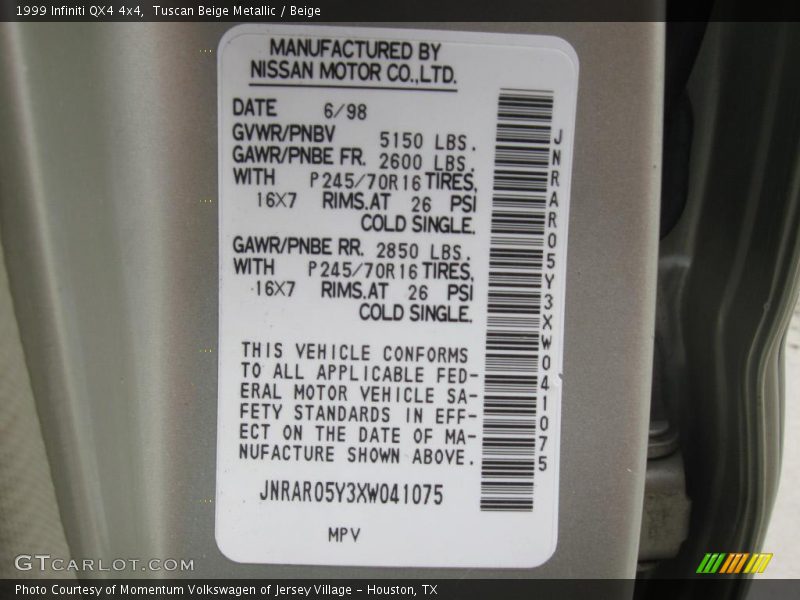 1999 Infiniti QX4 4x4, Tuscan Beige Metallic / Beige
MANUFACTURED BY
NISSAN MOTOR CO.,LTD.
DATE 6/98
GVWR/PNBV 5150 LBS.
GAWR/PNBE FR. 2600 LBS.
WITH P245/70R16 TIRES,
16X7 RIMS.AT 26 PSI
COLD SINGLE.
GAWR/PNBE RR. 2850 LBS.
WITH P245/70R16 TIRES,
16X7 RIMS.AT 26 PSI
COLD SINGLE.
THIS VEHICLE CONFORMS
TO ALL APPLICABLE FED-
ERAL MOTOR VEHICLE SA-
FETY STANDARDS IN EFF-
ECT ON THE DATE OF MA-
NUFACTURE SHOWN ABOVE.
JNRAR05Y3XW041075
MPV
JNRAR05Y3XW041075
GTCARLOT.COM
Photo Courtesy of Momentum Volkswagen of Jersey Village - Houston, TX